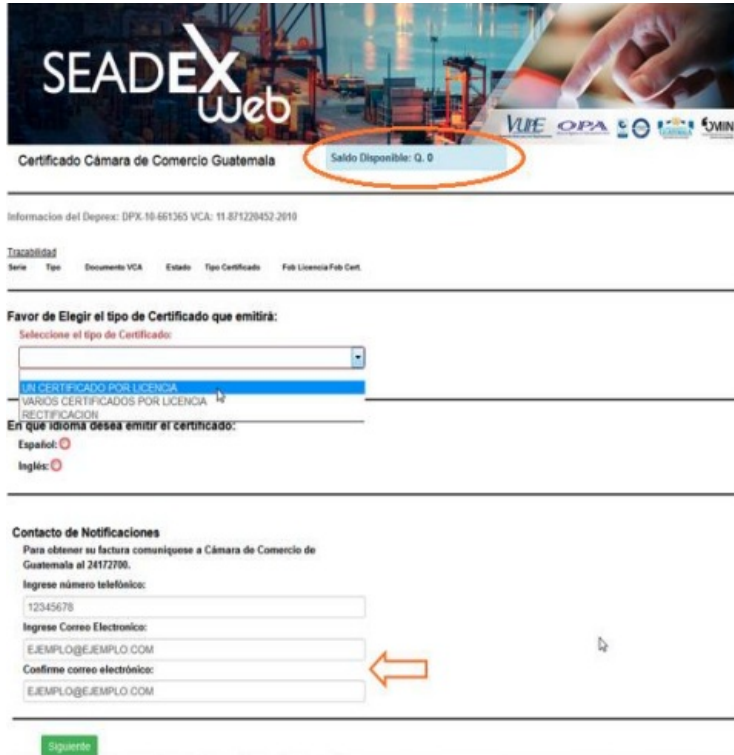 SEADEX
web
VUPE OPA
Certificado Cámara de Comercio Guatemala
Saldo Disponible: Q. 0
Informacion del Deprex: DPX-10-661365 VCA: 11-871220452-2010
Trazabilidad
Serie Tipo Documento VCA Estado Tipo Certificado Fob Licencia Fob Cert.
Favor de Elegir el tipo de Certificado que emitirá:
Seleccione el tipo de Certificado:
UN CERTIFICADO POR LICENCIA
VARIOS CERTIFICADOS POR LICENCIA
RECTIFICACION
En que idioma desea emitir el certificado:
Español:
Inglés:
Contacto de Notificaciones
Para obtener su factura comuniquese a Cámara de Comercio de
Guatemala al 24172700.
Ingrese número telefónico:
12345678
Ingrese Correo Electronico:
EJEMPLO@EJEMPLO.COM
Confirme correo electrónico:
EJEMPLO@EJEMPLO.COM
Siguiente